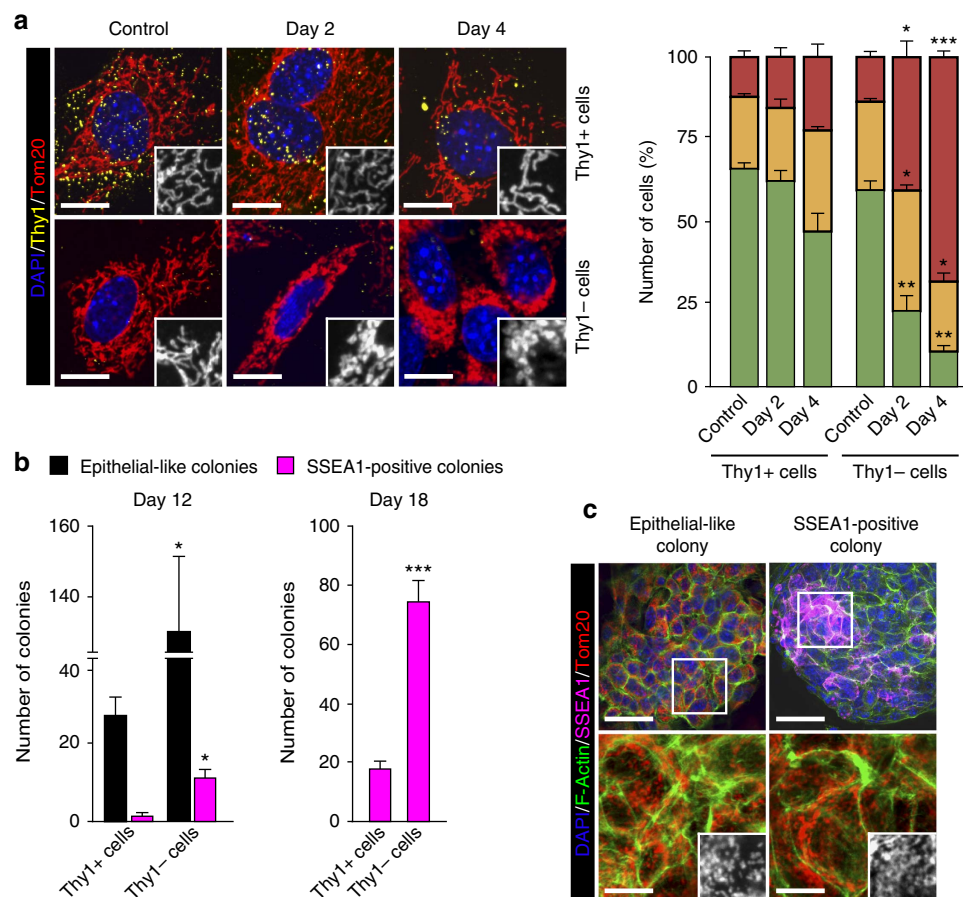 a
Control
Day 2
Day 4
DAPI/Thy1/Tom20
Thy1+ cells
Thy1– cells
Number of cells (%)
100
75
50
25
0
*
***
*
*
**
**
Control
Day 2
Day 4
Control
Day 2
Day 4
Thy1+ cells
Thy1– cells
b
Epithelial-like colonies
SSEA1-positive colonies
Day 12
Number of colonies
160
140
40
20
0
*
*
Thy1+ cells
Thy1– cells
Day 18
Number of colonies
100
80
60
40
20
0
***
Thy1+ cells
Thy1– cells
c
Epithelial-like
colony
SSEA1-positive
colony
DAPI/F-Actin/SSEA1/Tom20